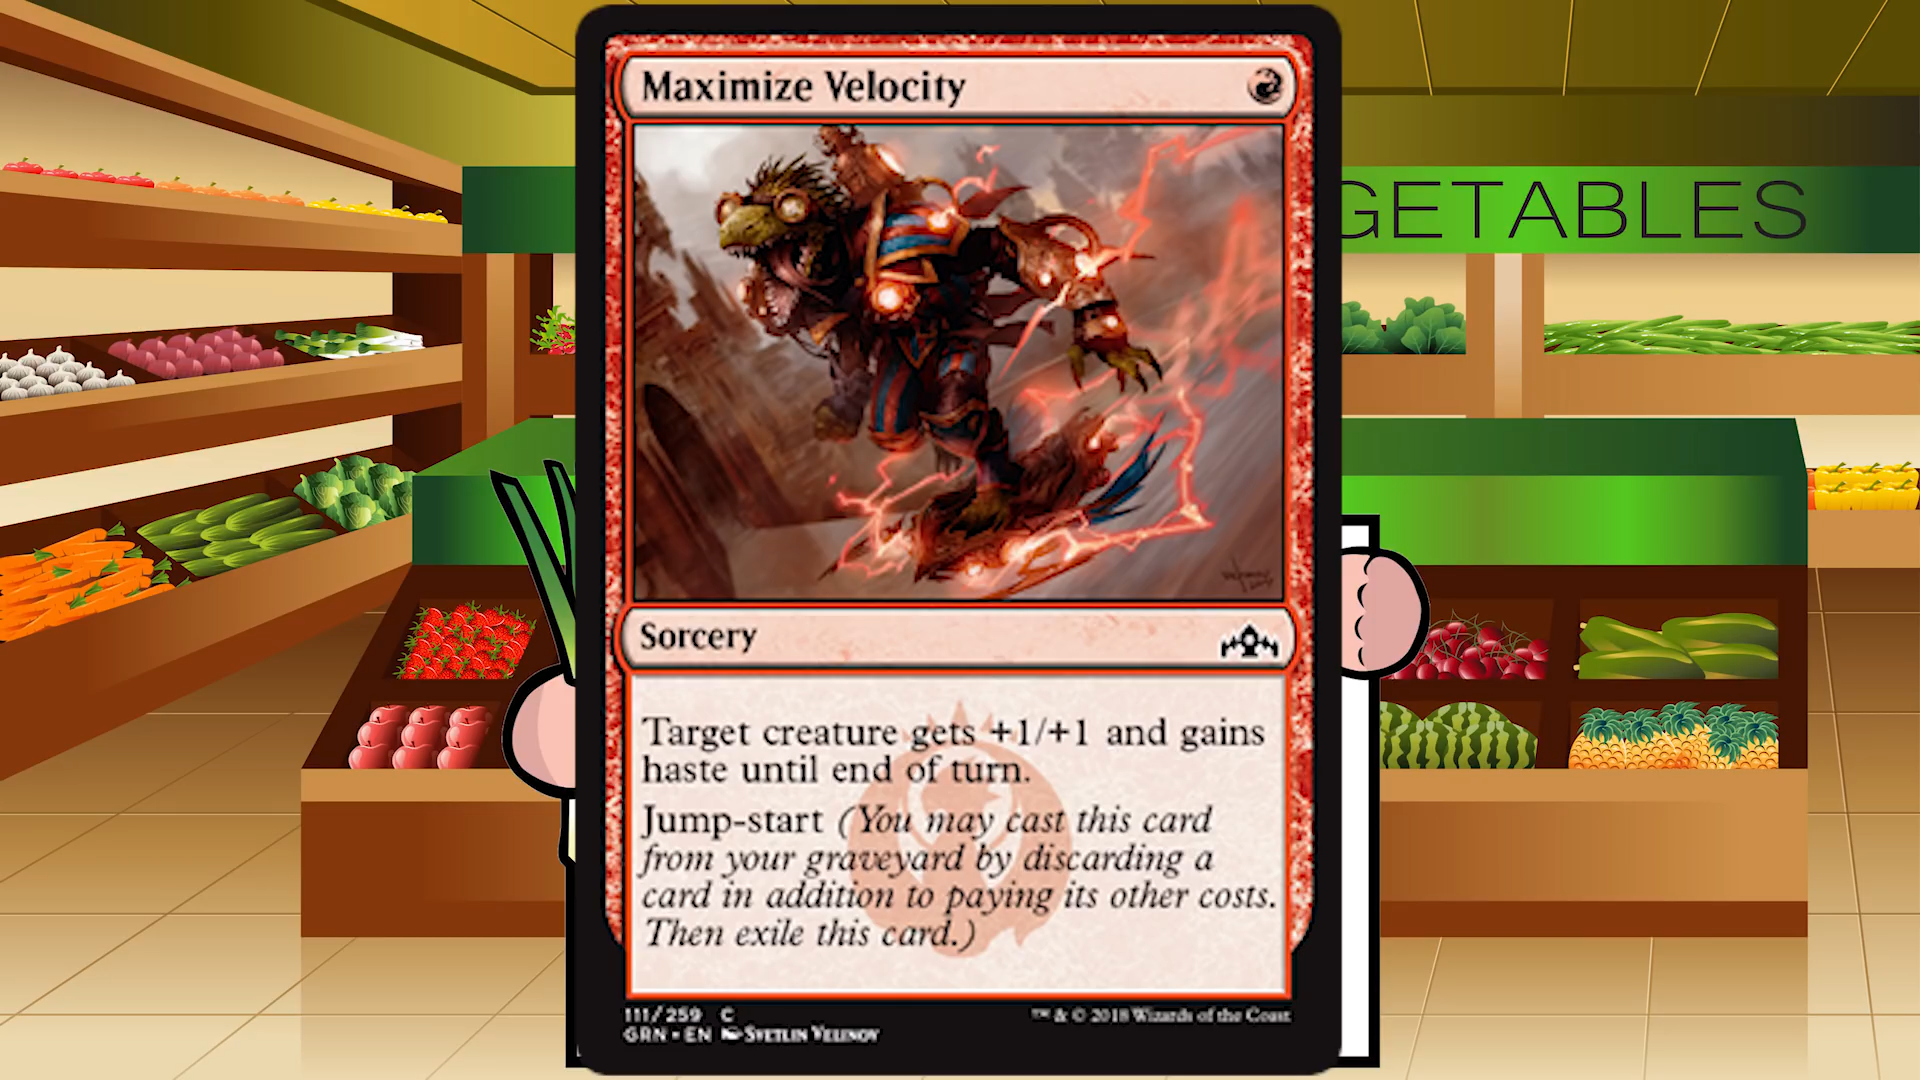 Maximize Velocity
GETABLES
Sorcery
Target creature gets +1/+1 and gains
haste until end of turn.
Jump-start (You may cast this card
from your graveyard by discarding a
card in addition to paying its other costs.
Then exile this card.)
111/259 C
GRN • EN Svetlin Velinov
™ & © 2018 Wizards of the Coast